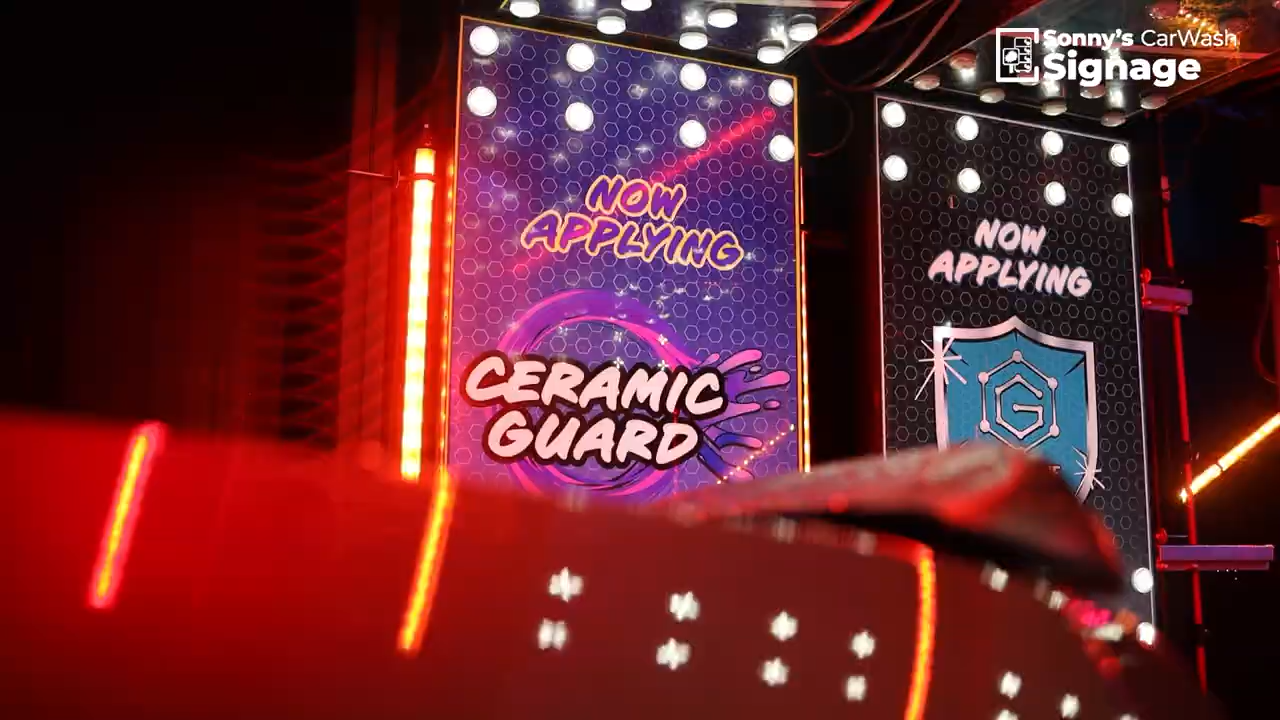 Sonny's CarWash
Signage
NOW
APPLYING
CERAMIC
GUARD
NOW
APPLYING
G